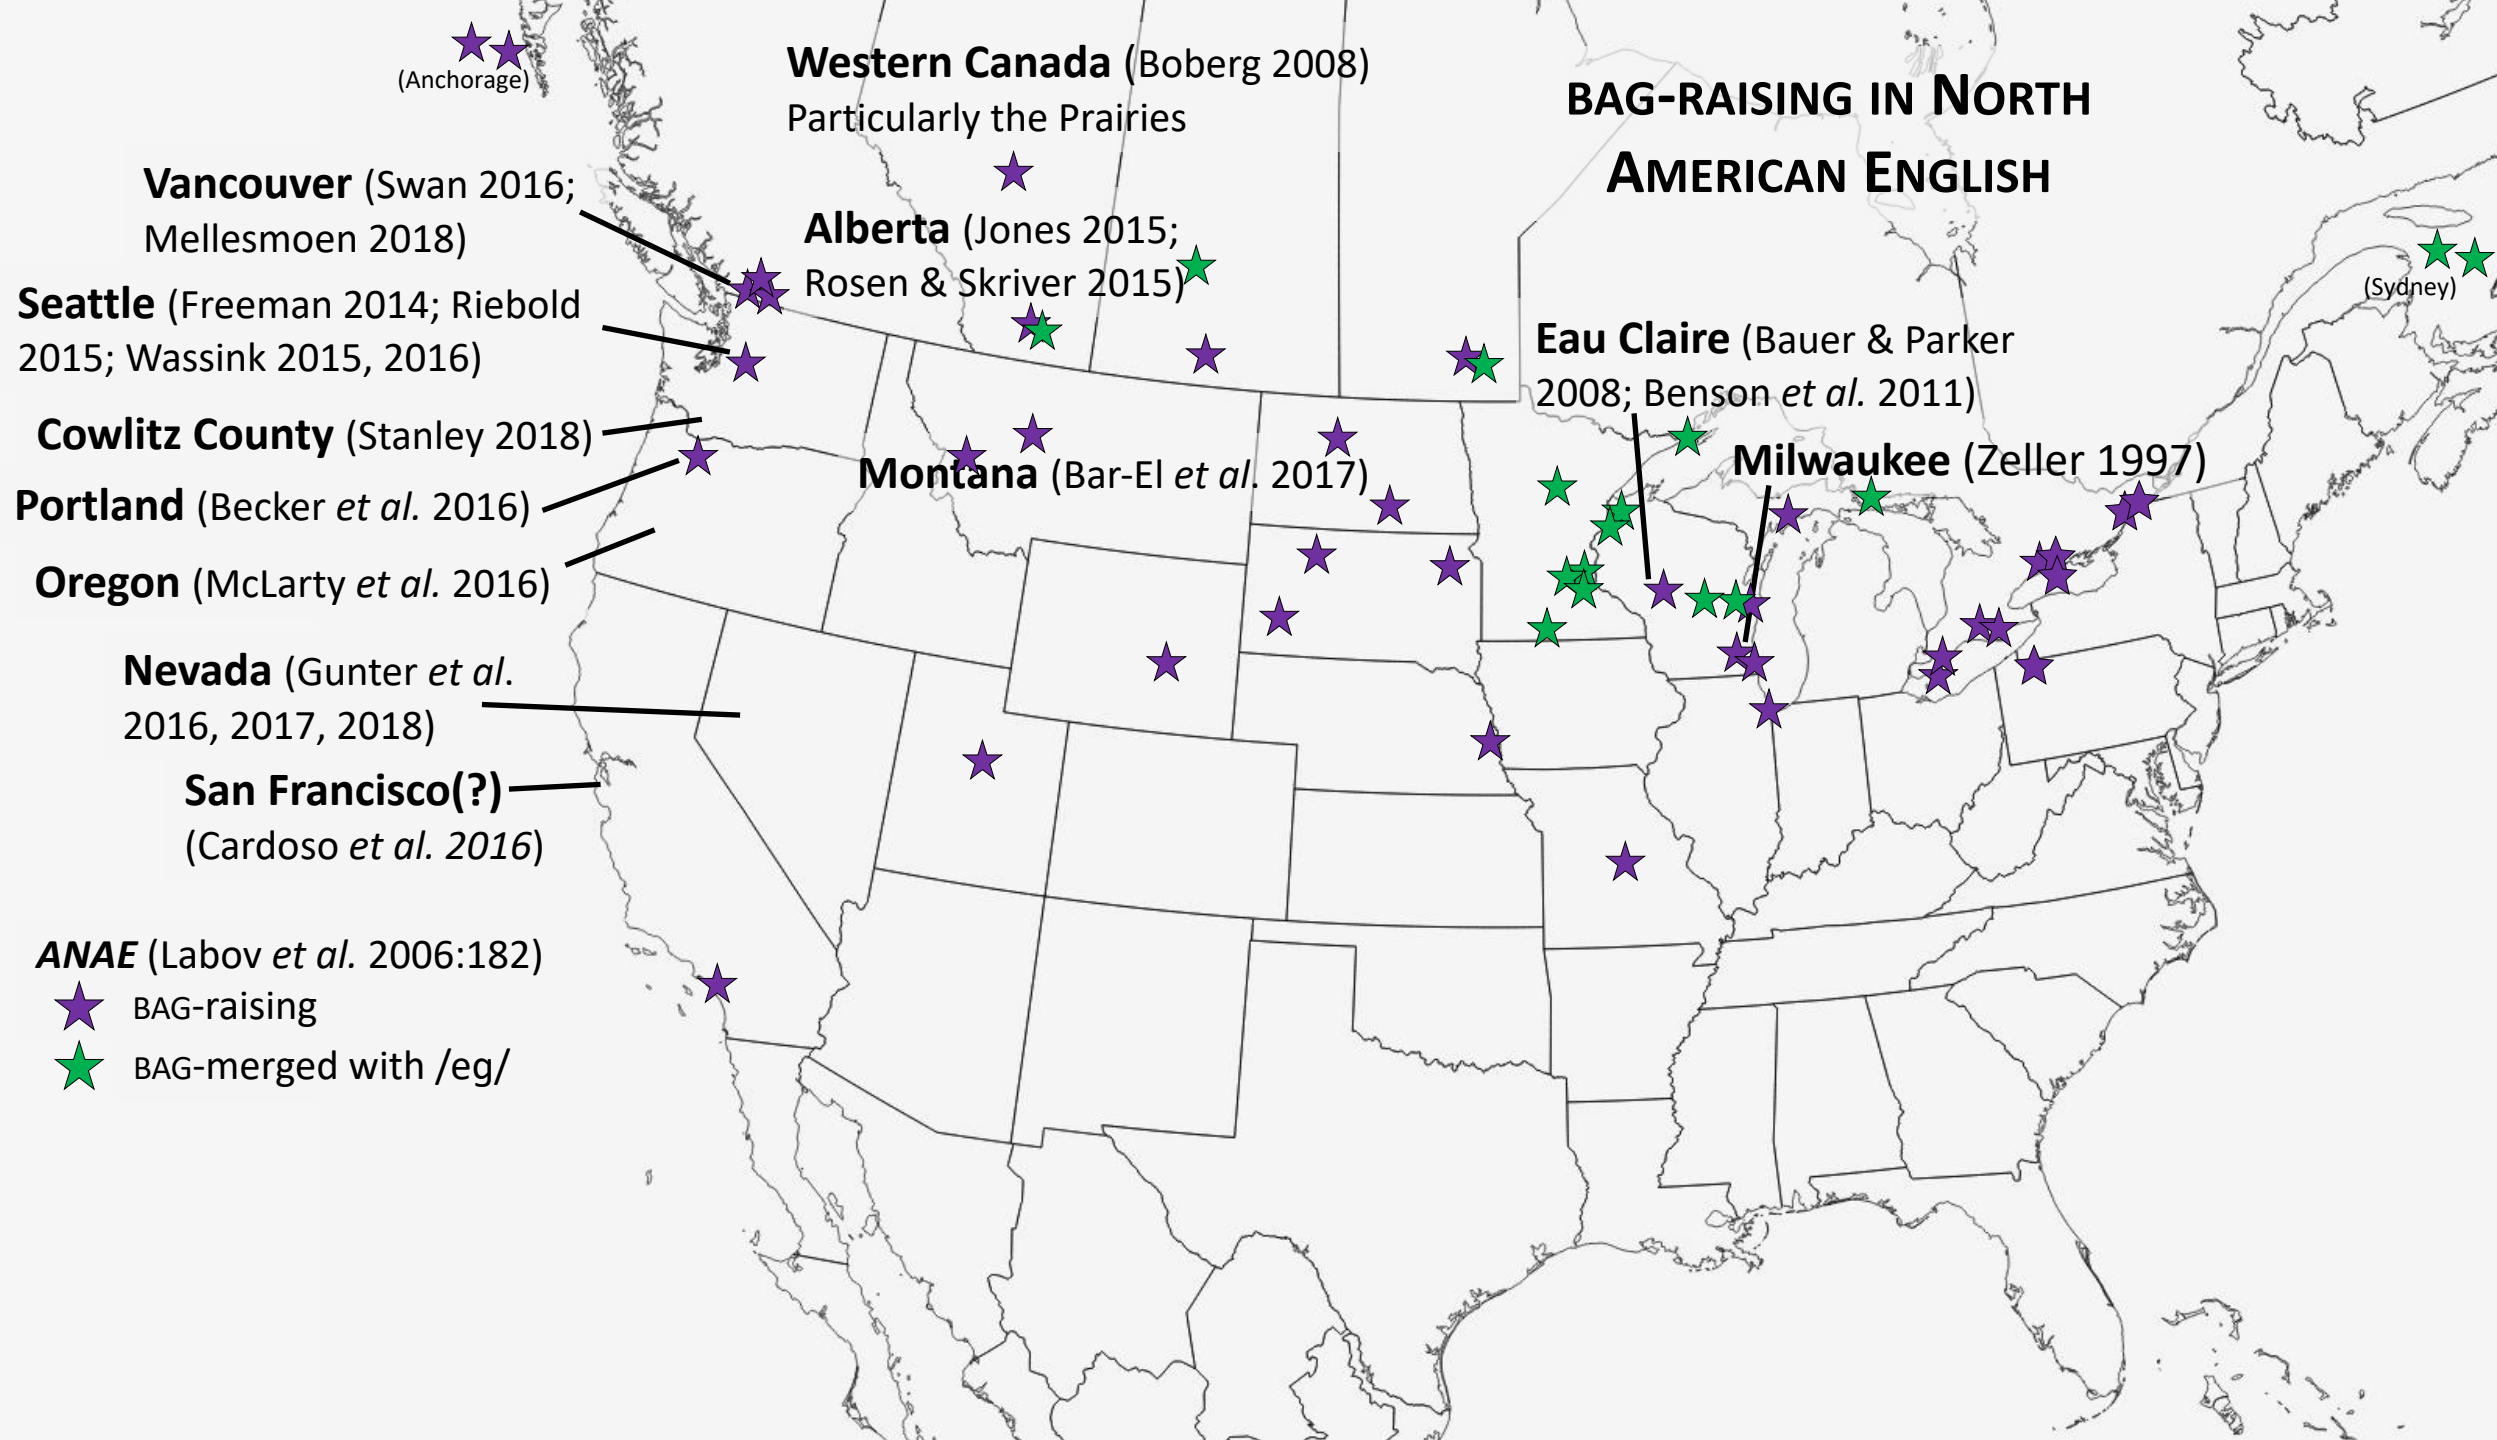 BAG-RAISING IN NORTH
AMERICAN ENGLISH
(Anchorage)
Western Canada (Boberg 2008)
Particularly the Prairies
Vancouver (Swan 2016;
Mellesmoen 2018)
Alberta (Jones 2015;
Rosen & Skriver 2015)
(Sydney)
Seattle (Freeman 2014; Riebold
2015; Wassink 2015, 2016)
Eau Claire (Bauer & Parker
2008; Benson et al. 2011)
Cowlitz County (Stanley 2018)
Montana (Bar-El et al. 2017)
Milwaukee (Zeller 1997)
Portland (Becker et al. 2016)
Oregon (McLarty et al. 2016)
Nevada (Gunter et al.
2016, 2017, 2018)
San Francisco(?)
(Cardoso et al. 2016)
ANAE (Labov et al. 2006:182)
BAG-raising
BAG-merged with /eg/